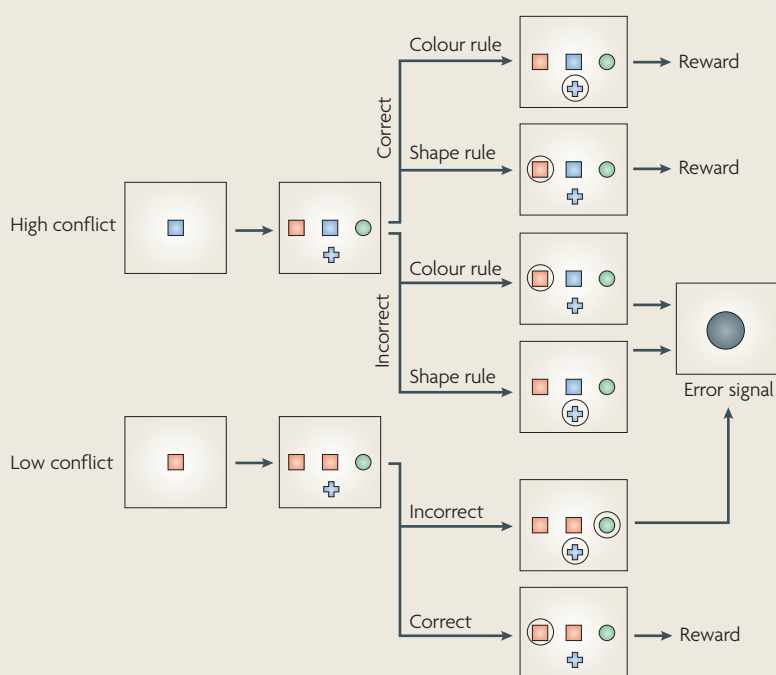 Colour rule
Reward
Correct
Shape rule
Reward
High conflict
Colour rule
Incorrect
Shape rule
Error signal
Low conflict
Incorrect
Correct
Reward